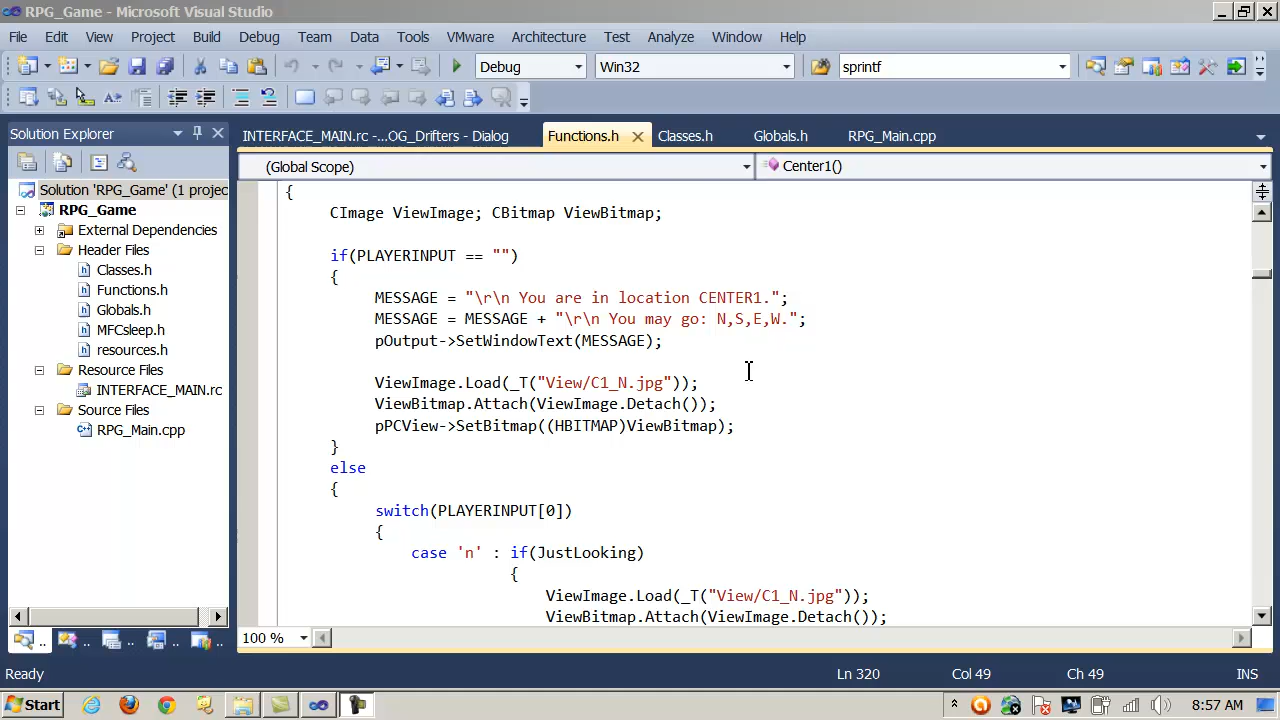 RPG_Game - Microsoft Visual Studio
File Edit View Project Build Debug Team Data Tools VMware Architecture Test Analyze Window Help
Debug Win32 sprintf
Solution Explorer
INTERFACE_MAIN.rc -...OG_Drifters - Dialog Functions.h Classes.h Globals.h RPG_Main.cpp
(Global Scope) Center1()
Solution 'RPG_Game' (1 projec
RPG_Game
External Dependencies
Header Files
Classes.h
Functions.h
Globals.h
MFCsleep.h
resources.h
Resource Files
INTERFACE_MAIN.rc
Source Files
RPG_Main.cpp
{
CImage ViewImage; CBitmap ViewBitmap;
if(PLAYERINPUT == "")
{
MESSAGE = "\r\n You are in location CENTER1.";
MESSAGE = MESSAGE + "\r\n You may go: N,S,E,W.";
pOutput->SetWindowText(MESSAGE);
ViewImage.Load(_T("View/C1_N.jpg"));
ViewBitmap.Attach(ViewImage.Detach());
pPCView->SetBitmap((HBITMAP)ViewBitmap);
}
else
{
switch(PLAYERINPUT[0])
{
case 'n' : if(JustLooking)
{
ViewImage.Load(_T("View/C1_N.jpg"));
ViewBitmap.Attach(ViewImage.Detach());
100 %
Ready Ln 320 Col 49 Ch 49 INS
Start 8:57 AM